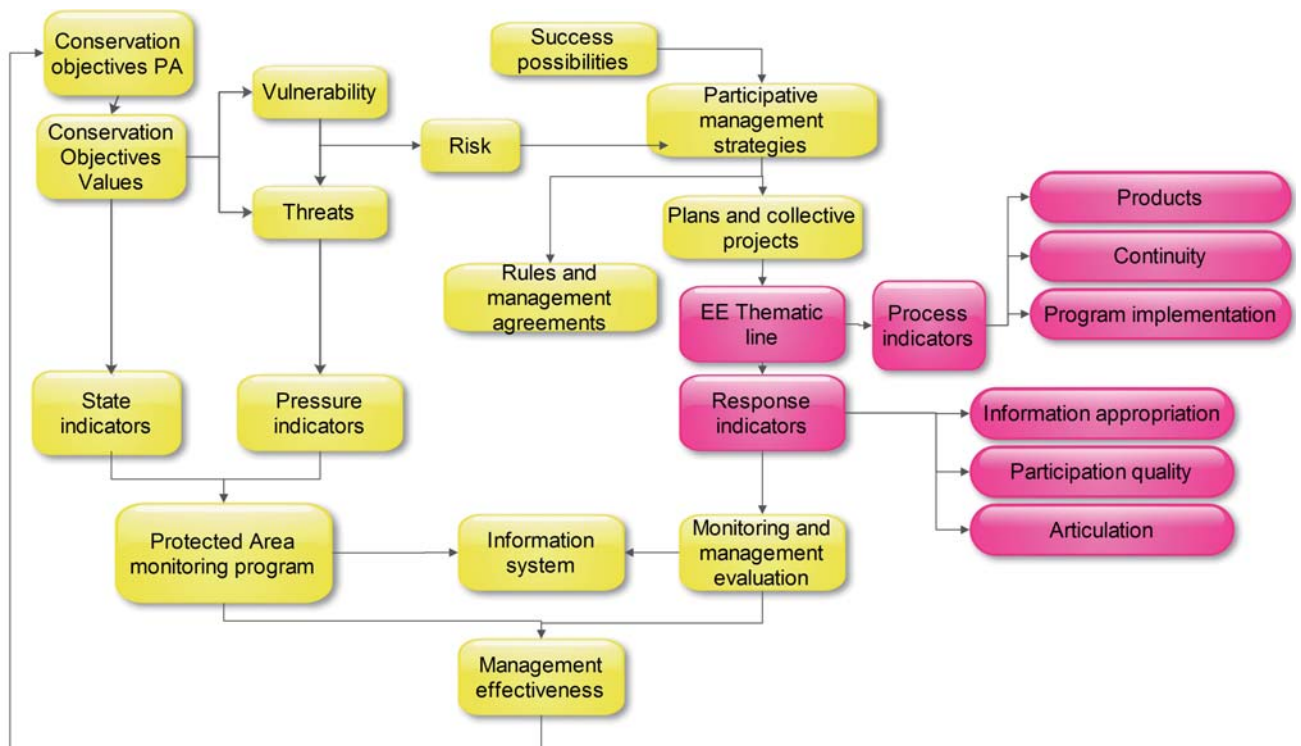 Conservation
objectives PA
Success
possibilities
Vulnerability
Participative
management
strategies
Conservation
Objectives
Values
Risk
Threats
Plans and collective
projects
Products
Continuity
Program implementation
Rules and
management
agreements
EE Thematic
line
Process
indicators
State
indicators
Pressure
indicators
Response
indicators
Information appropriation
Participation quality
Articulation
Protected Area
monitoring program
Information
system
Monitoring and
management
evaluation
Management
effectiveness